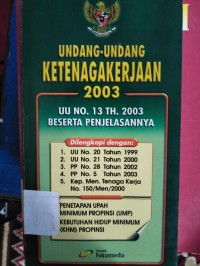 UNDANG-UNDANG
KETENAGAKERJAAN
2003
UU NO. 13 TH. 2003
BESERTA PENJELASANNYA
Dilengkapi dengan:
1. UU No. 20 Tahun 1999
2. UU No. 21 Tahun 2000
3. PP No. 28 Tahun 2002
4. PP No. 5 Tahun 2003
5. Kep. Men. Tenaga Kerja
No. 150/Men/2000
PENETAPAN UPAH
MINIMUM PROPINSI (UMP)
KEBUTUHAN HIDUP MINIMUM
(KHM) PROPINSI
Fokusmedia